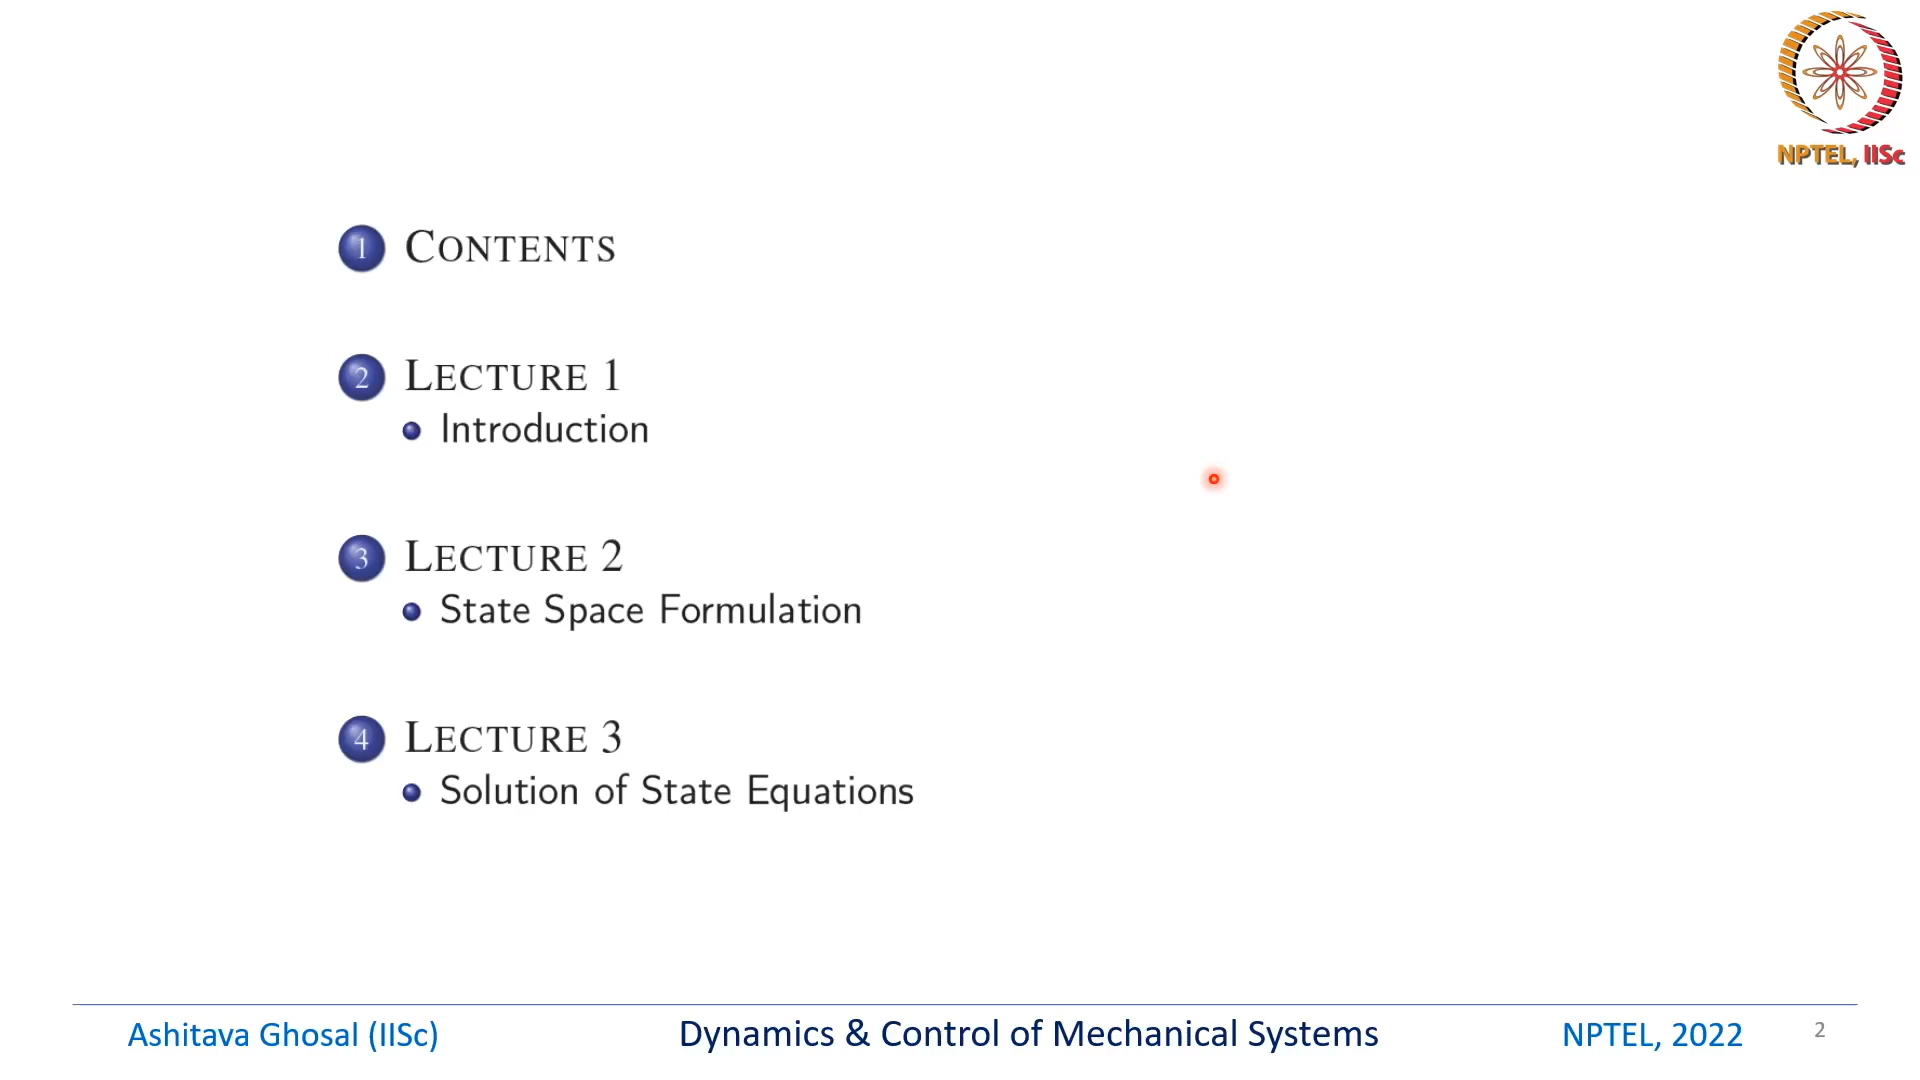 NPTEL, IISc
1 CONTENTS
2 LECTURE 1
Introduction
3 LECTURE 2
State Space Formulation
4 LECTURE 3
Solution of State Equations
Ashitava Ghosal (IISc) Dynamics & Control of Mechanical Systems NPTEL, 2022 2